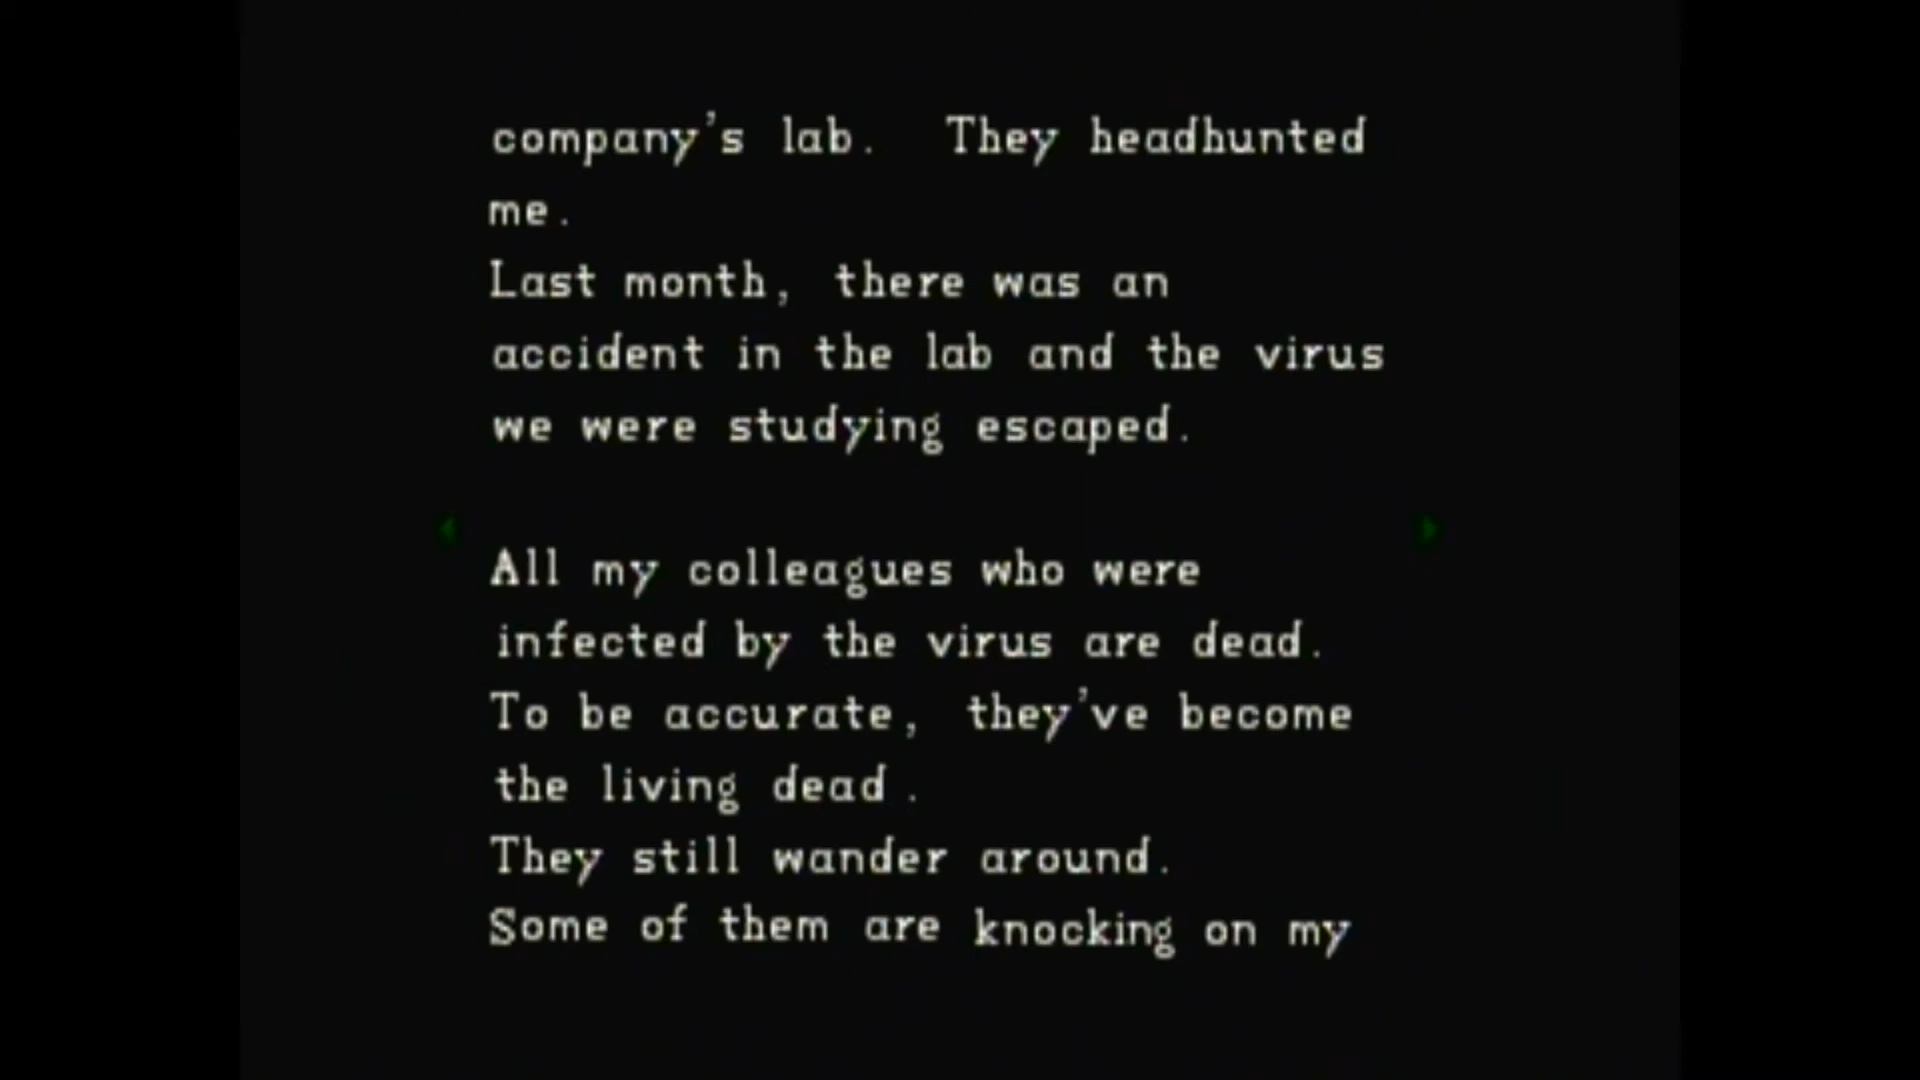 company's lab. They headhunted
me.
Last month, there was an
accident in the lab and the virus
we were studying escaped.
All my colleagues who were
infected by the virus are dead.
To be accurate, they've become
the living dead.
They still wander around.
Some of them are knocking on my